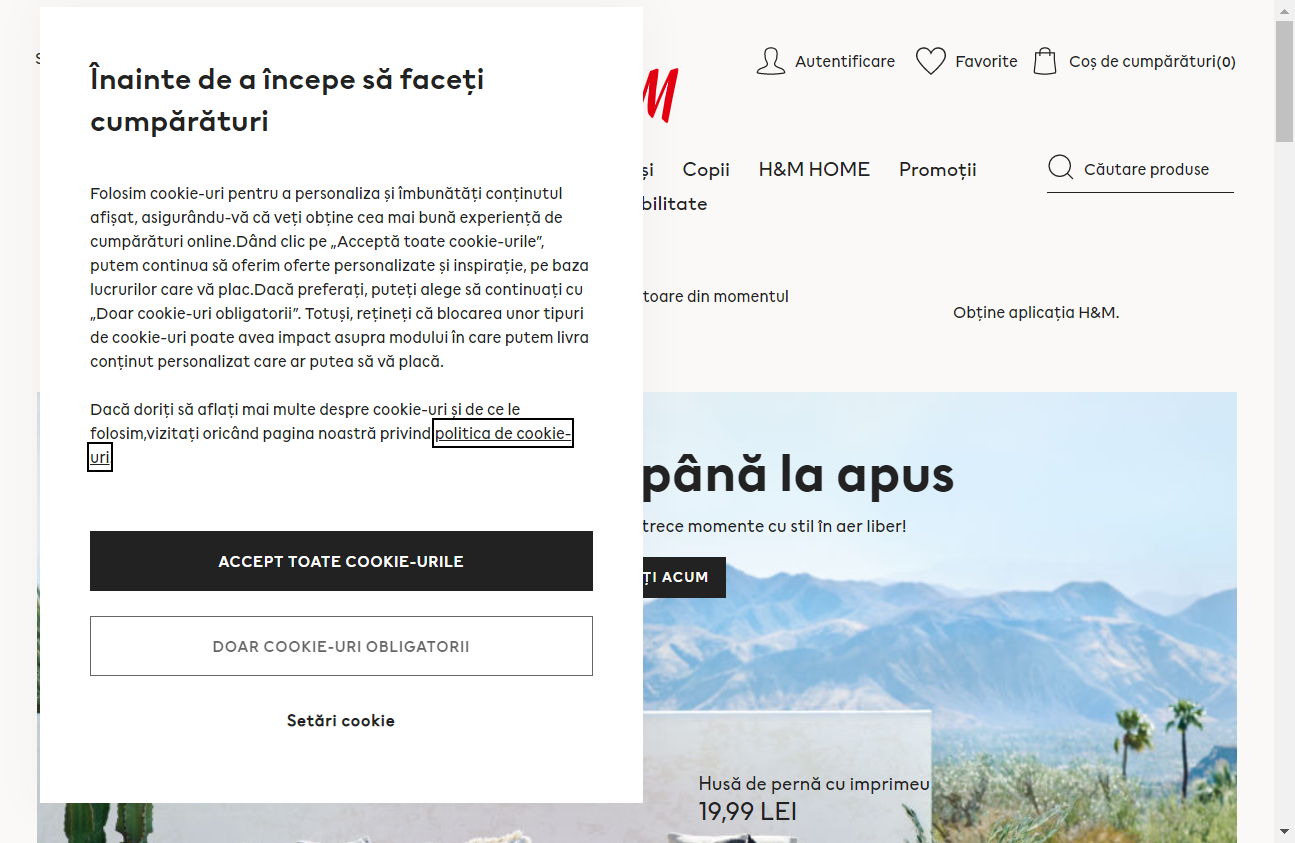 Înainte de a începe să faceți
cumpărături
Folosim cookie-uri pentru a personaliza și îmbunătăți conținutul
afișat, asigurându-vă că veți obține cea mai bună experiență de
cumpărături online.Dând clic pe „Acceptă toate cookie-urile”,
putem continua să oferim oferte personalizate și inspirație, pe baza
lucrurilor care vă plac.Dacă preferați, puteți alege să continuați cu
„Doar cookie-uri obligatorii”. Totuși, rețineți că blocarea unor tipuri
de cookie-uri poate avea impact asupra modului în care putem livra
conținut personalizat care ar putea să vă placă.
Dacă doriți să aflați mai multe despre cookie-uri și de ce le
folosim,vizitați oricând pagina noastră privind politica de cookie-
uri.
ACCEPT TOATE COOKIE-URILE
DOAR COOKIE-URI OBLIGATORII
Setări cookie
Autentificare
Favorite
Coș de cumpărături(0)
M
și
Copii
H&M HOME
Promoții
Căutare produse
bilitate
toare din momentul
Obține aplicația H&M.
până la apus
trece momente cu stil în aer liber!
ȚI ACUM
Husă de pernă cu imprimeu
19,99 LEI